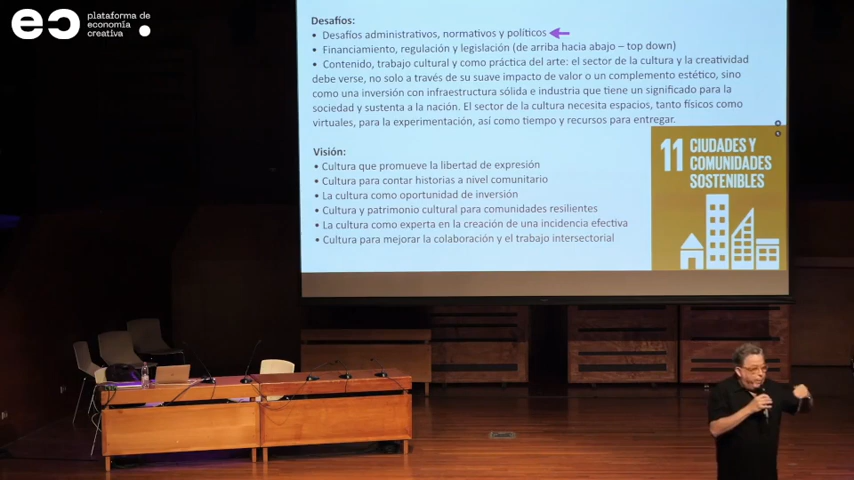 plataforma de
economía
creativa
Desafíos:
• Desafíos administrativos, normativos y políticos
• Financiamiento, regulación y legislación (de arriba hacia abajo – top down)
• Contenido, trabajo cultural y como práctica del arte: el sector de la cultura y la creatividad
debe verse, no solo a través de su suave impacto de valor o un complemento estético, sino
como una inversión con infraestructura sólida e industria que tiene un significado para la
sociedad y sustenta a la nación. El sector de la cultura necesita espacios, tanto físicos como
virtuales, para la experimentación, así como tiempo y recursos para entregar.
Visión:
• Cultura que promueve la libertad de expresión
• Cultura para contar historias a nivel comunitario
• La cultura como oportunidad de inversión
• Cultura y patrimonio cultural para comunidades resilientes
• La cultura como experta en la creación de una incidencia efectiva
• Cultura para mejorar la colaboración y el trabajo intersectorial
11 CIUDADES Y
COMUNIDADES
SOSTENIBLES